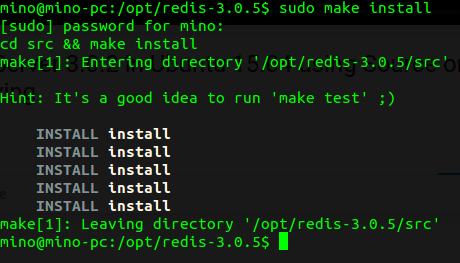 mino@mino-pc:/opt/redis-3.0.5$ sudo make install
[sudo] password for mino:
cd src && make install
make[1]: Entering directory '/opt/redis-3.0.5/src'
Hint: It's a good idea to run 'make test' ;)
INSTALL install
INSTALL install
INSTALL install
INSTALL install
INSTALL install
make[1]: Leaving directory '/opt/redis-3.0.5/src'
mino@mino-pc:/opt/redis-3.0.5$